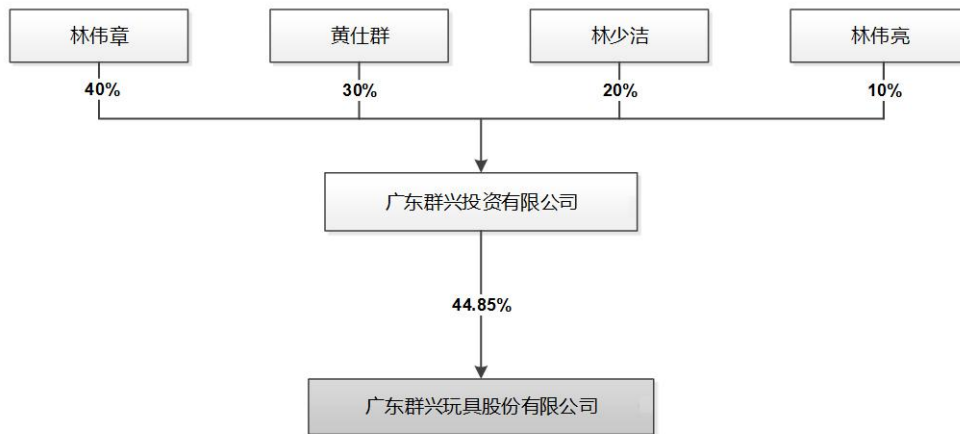 林伟章
黄仕群
林少洁
林伟亮
40%
30%
20%
10%
广东群兴投资有限公司
44.85%
广东群兴玩具股份有限公司